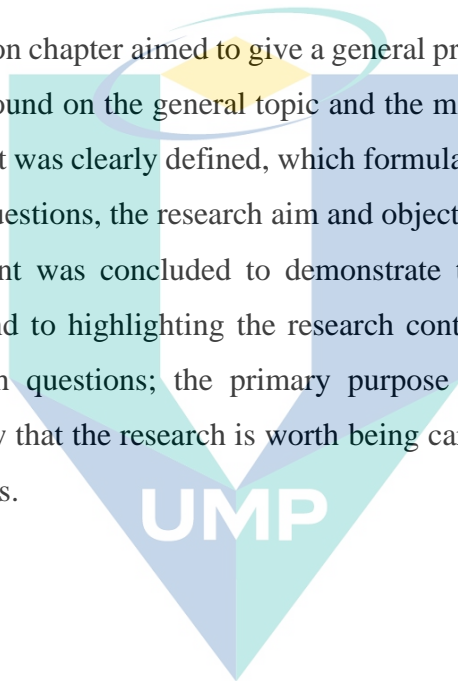 on chapter aimed to give a general pr
ound on the general topic and the m
t was clearly defined, which formula
uestions, the research aim and object
nt was concluded to demonstrate t
nd to highlighting the research cont
n questions; the primary purpose
y that the research is worth being car
s.
UMP